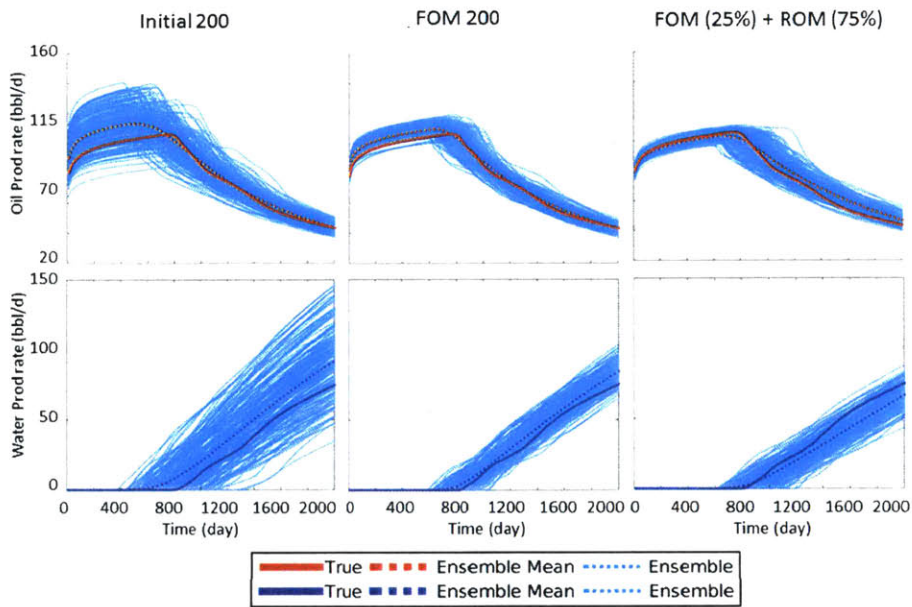 Initial 200 FOM 200 FOM (25%) + ROM (75%)
Oil Prod rate (bbl/d)
160
115
70
20
Water Prod rate (bbl/d)
150
100
50
0
0 400 800 1200 1600 2000 0 400 800 1200 1600 2000 0 400 800 1200 1600 2000
Time (day) Time (day) Time (day)
True Ensemble Mean Ensemble
True Ensemble Mean Ensemble